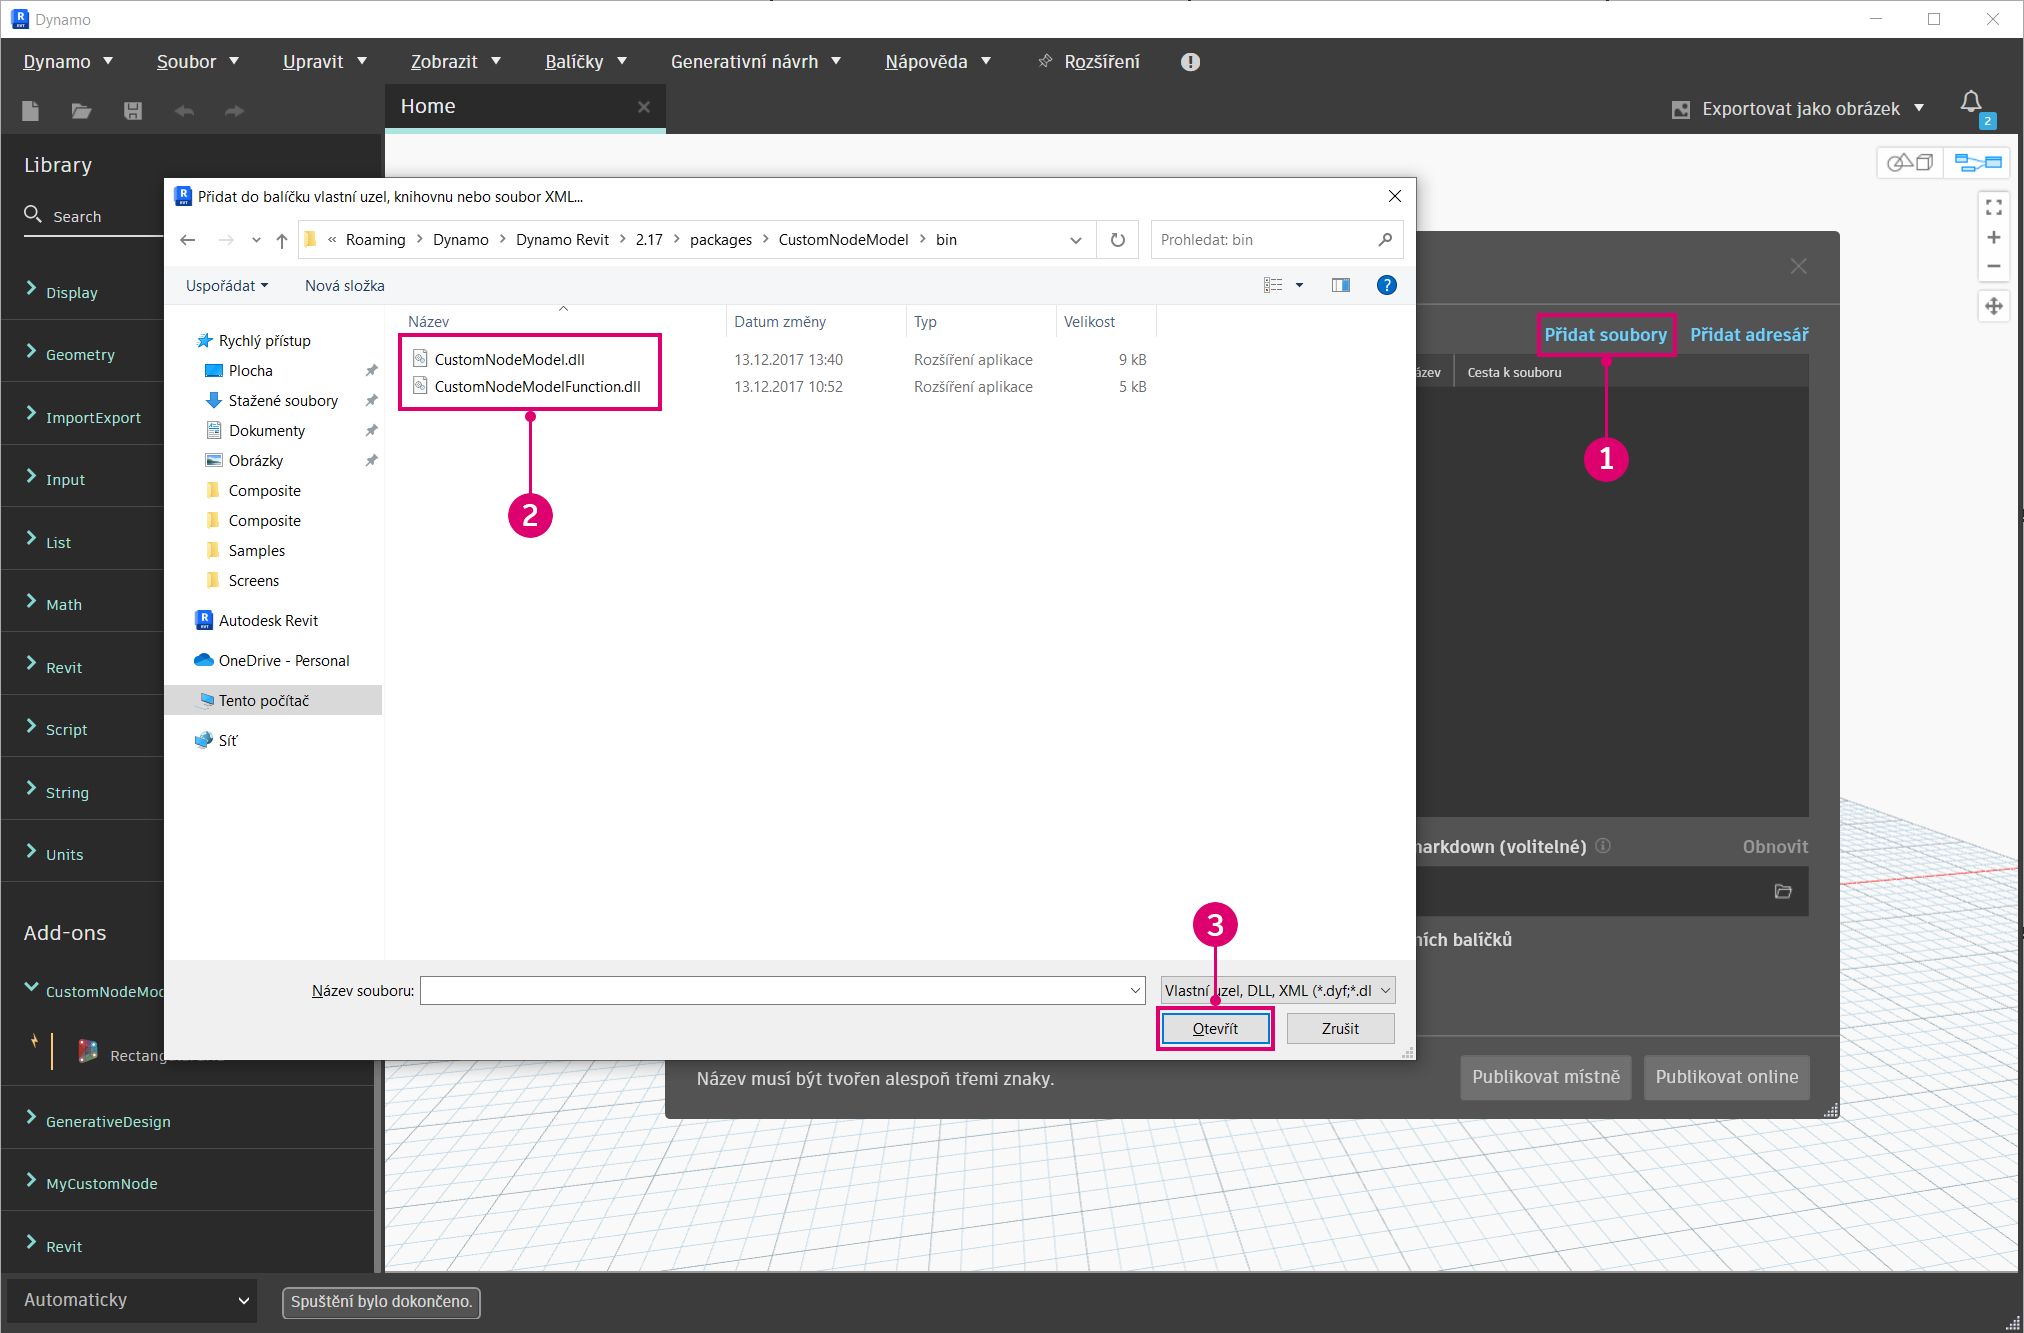 Dynamo
Dynamo Soubor Upravit Zobrazit Balíčky Generativní návrh Nápověda Rozšíření
Home
Exportovat jako obrázek
2
Library
Search
Display
Geometry
ImportExport
Input
List
Math
Revit
Script
String
Units
Add-ons
CustomNodeMod
GenerativeDesign
MyCustomNode
Revit
Automaticky
Spuštění bylo dokončeno.
Přidat do balíčku vlastní uzel, knihovnu nebo soubor XML...
« Roaming > Dynamo > Dynamo Revit > 2.17 > packages > CustomNodeModel > bin
Prohledat: bin
Uspořádat Nová složka
?
Rychlý přístup
Plocha
Stažené soubory
Dokumenty
Obrázky
Composite
Composite
Samples
Screens
Autodesk Revit
OneDrive - Personal
Tento počítač
Síť
Název Datum změny Typ Velikost
CustomNodeModel.dll 13.12.2017 13:40 Rozšíření aplikace 9 kB
CustomNodeModelFunction.dll 13.12.2017 10:52 Rozšíření aplikace 5 kB
2
Název souboru:
Vlastní uzel, DLL, XML (*.dyf;*.dl
3
Otevřít Zrušit
Přidat soubory Přidat adresář
ázev Cesta k souboru
1
markdown (volitelné) Obnovit
ních balíčků
Název musí být tvořen alespoň třemi znaky.
Publikovat místně Publikovat online